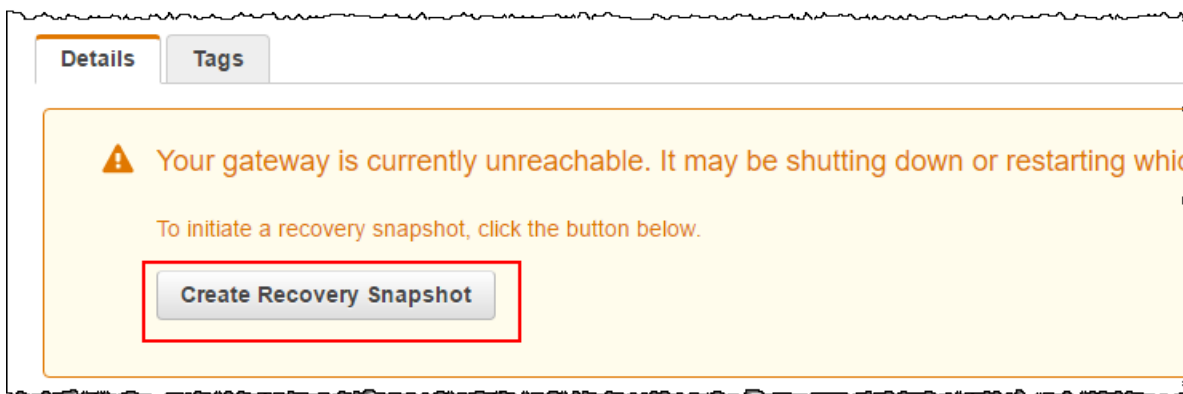 Details Tags
Your gateway is currently unreachable. It may be shutting down or restarting
To initiate a recovery snapshot, click the button below.
Create Recovery Snapshot